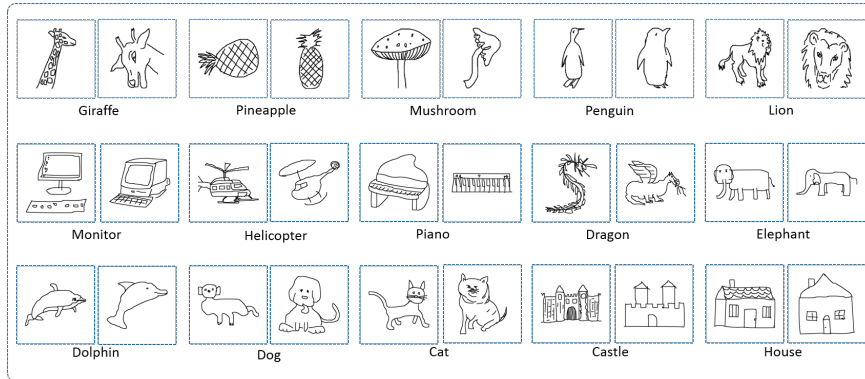 Giraffe
Pineapple
Mushroom
Penguin
Lion
Monitor
Helicopter
Piano
Dragon
Elephant
Dolphin
Dog
Cat
Castle
House